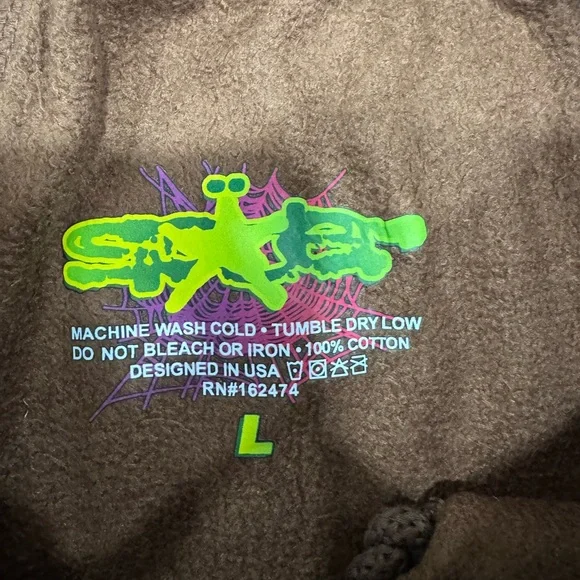 MACHINE WASH COLD • TUMBLE DRY LOW
DO NOT BLEACH OR IRON • 100% COTTON
DESIGNED IN USA
RN#162474
L